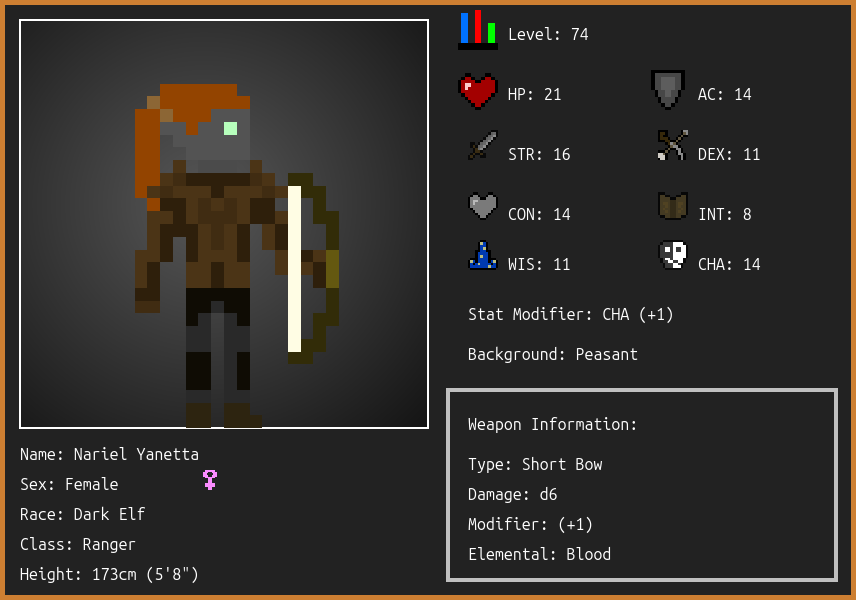 Level: 74
HP: 21
AC: 14
STR: 16
DEX: 11
CON: 14
INT: 8
WIS: 11
CHA: 14
Stat Modifier: CHA (+1)
Background: Peasant
Weapon Information:
Type: Short Bow
Damage: d6
Modifier: (+1)
Elemental: Blood
Name: Nariel Yanetta
Sex: Female
Race: Dark Elf
Class: Ranger
Height: 173cm (5'8")